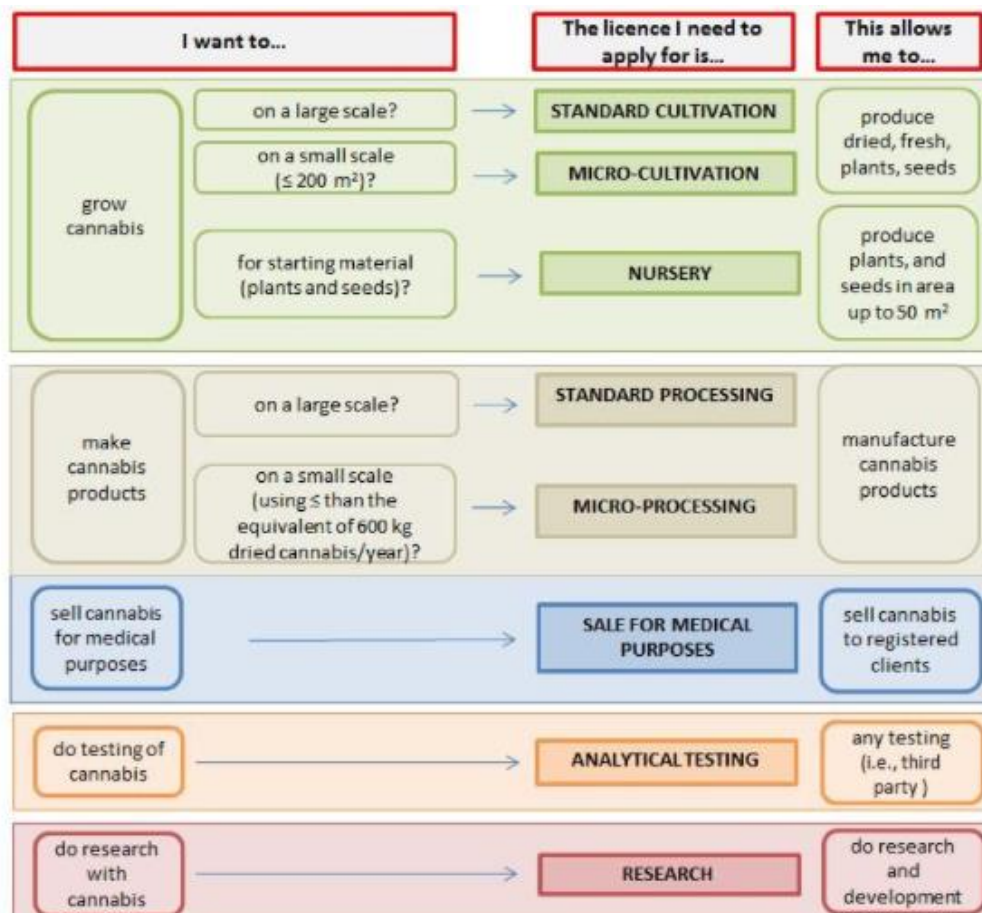 I want to...
The licence I need to
apply for is...
This allows
me to...
grow
cannabis
on a large scale?
STANDARD CULTIVATION
produce
dried, fresh,
plants, seeds
on a small scale
(≤ 200 m²)?
MICRO-CULTIVATION
for starting material
(plants and seeds)?
NURSERY
produce
plants, and
seeds in area
up to 50 m²
make
cannabis
products
on a large scale?
STANDARD PROCESSING
manufacture
cannabis
products
on a small scale
(using ≤ than the
equivalent of 600 kg
dried cannabis/year)?
MICRO-PROCESSING
sell cannabis
for medical
purposes
SALE FOR MEDICAL
PURPOSES
sell cannabis
to registered
clients
do testing of
cannabis
ANALYTICAL TESTING
any testing
(i.e., third
party )
do research
with
cannabis
RESEARCH
do research
and
development